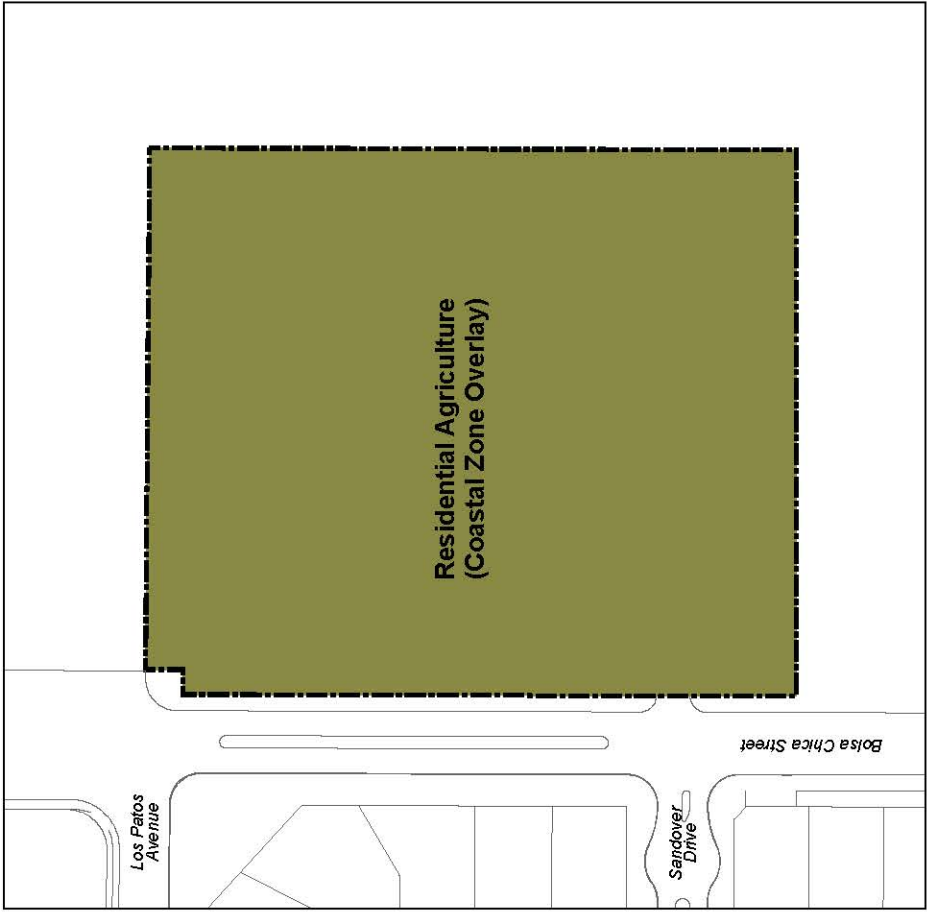 Residential Agriculture
(Coastal Zone Overlay)
Bolsa Chica Street
Los Patos
Avenue
Sandover
Drive